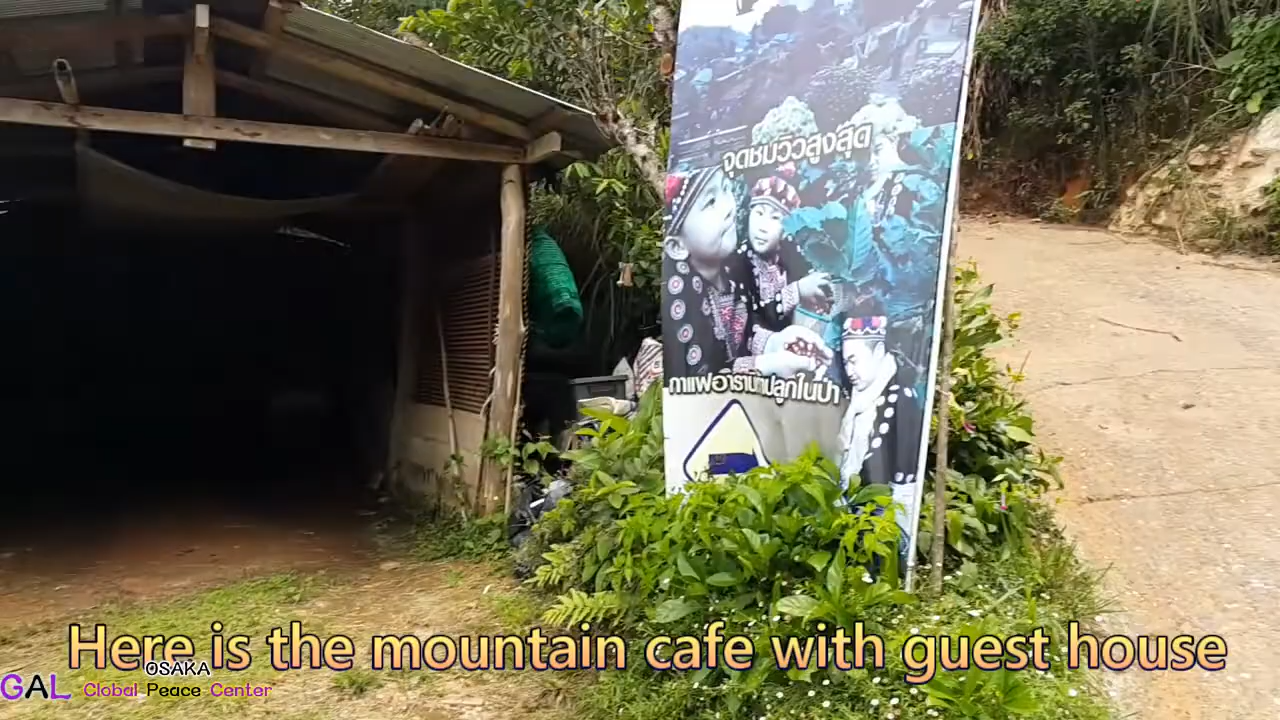 จุดชมวิวสูงสุด
กาแฟอาราบิก้าปลูกในป่า
Here is the mountain cafe with guest house
OSAKA
GAL Global Peace Center